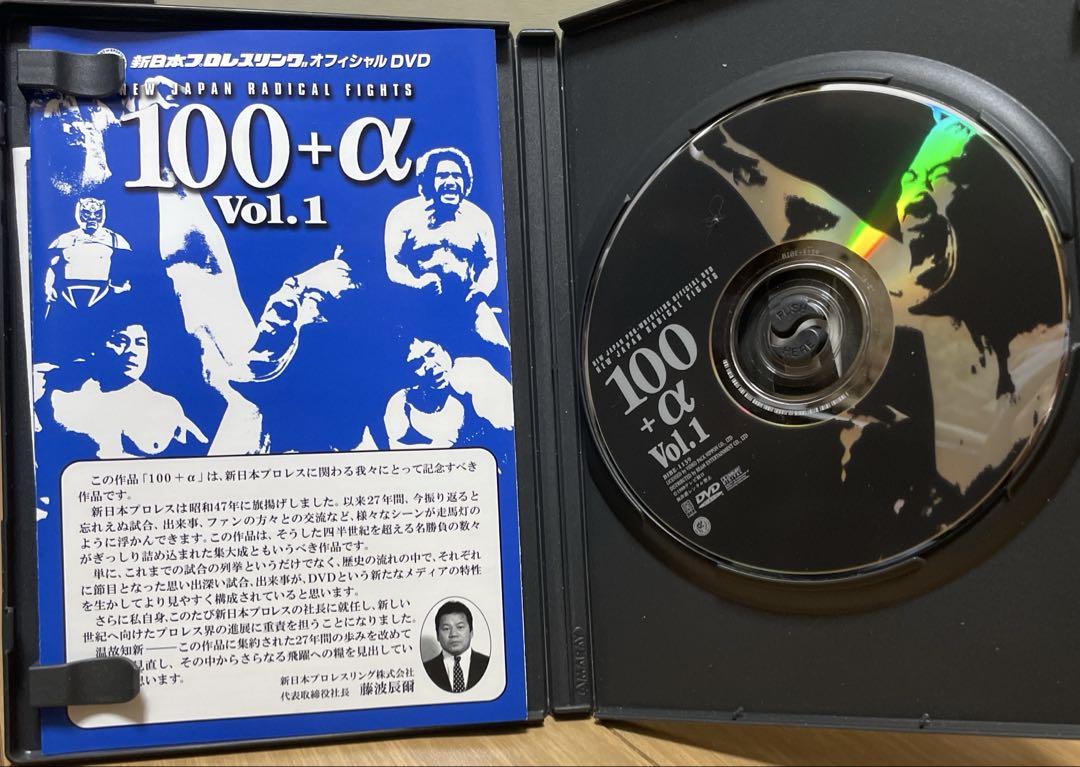 新日本プロレスリング オフィシャル DVD
NEW JAPAN RADICAL FIGHTS
100+α
Vol.1
この作品「100+α」は、新日本プロレスに関わる我々にとって記念すべき
作品です。
新日本プロレスは昭和47年に旗揚げしました。以来27年間、今振り返ると
忘れえぬ試合、出来事、ファンの方々との交流など、様々なシーンが走馬灯の
ように浮かんできます。この作品は、そうした四半世紀を超える名勝負の数々
がぎっしり詰め込まれた集大成ともいうべき作品です。
単に、これまでの試合の列挙というだけでなく、歴史の流れの中で、それぞれ
に節目となった思い出深い試合、出来事が、DVDという新たなメディアの特性
を生かしてより見やすく構成されていると思います。
さらに私自身、このたび新日本プロレスの社長に就任し、新しい
世紀へ向けたプロレス界の進展に重責を担うことになりました。
温故知新――この作品に集約された27年間の歩みを改めて
見直し、その中からさらなる飛躍への糧を見出してい
思います。
新日本プロレスリング株式会社
代表取締役社長 藤波辰爾
NEW JAPAN PRO-WRESTLING OFFICIAL DVD
NEW JAPAN RADICAL FIGHTS
100
+α
Vol.1
DVD
PUSH
HERE